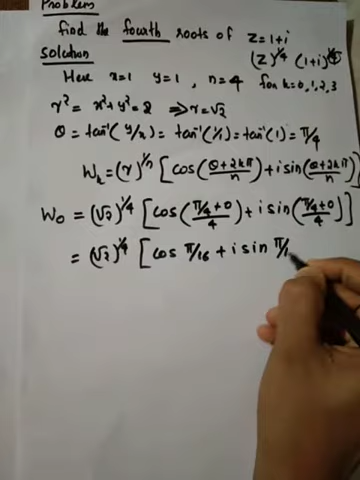 Problem
find the fourth roots of z=1+i
Solution (z)^1/4 (1+i)^1/4
Here x=1 y=1, n=4 for k=0,1,2,3
r² = x²+y²=2 ⇒ r=√2
θ = tan⁻¹(y/x) = tan⁻¹(1/1) = tan⁻¹(1) = π/4
W_k = (r)^1/n [cos((θ+2kπ)/n) + i sin((θ+2kπ)/n)]
W₀ = (√2)^1/4 [cos((π/4+0)/4) + i sin((π/4+0)/4)]
= (√2)^1/4 [cos π/16 + i sin π/1